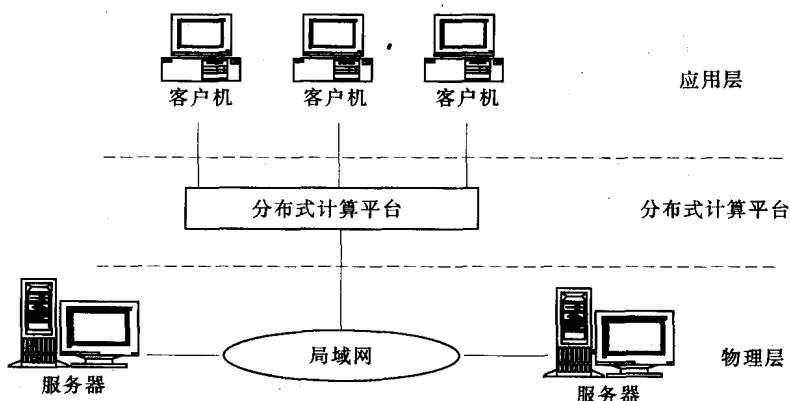 客户机
客户机
客户机
应用层
分布式计算平台
分布式计算平台
服务器
局域网
服务器
物理层